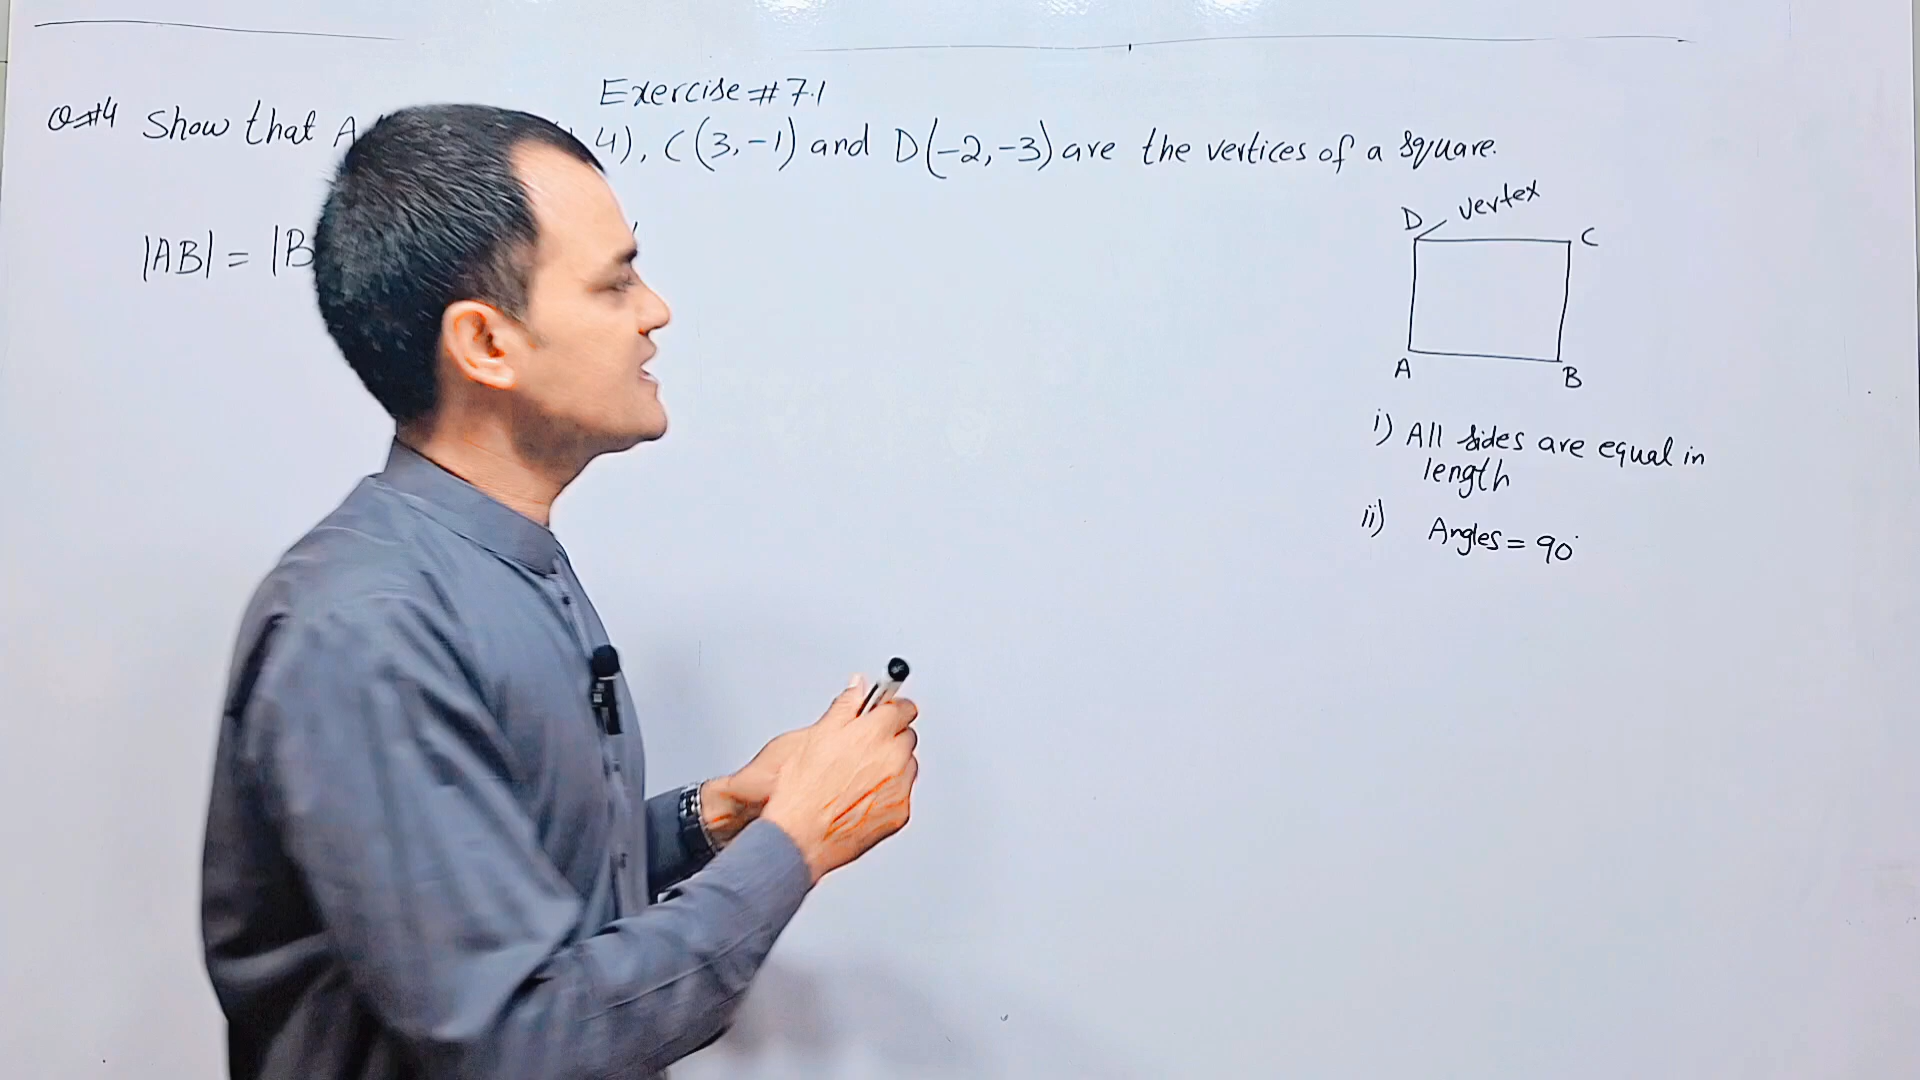 Exercise # 7.1
Q#4 Show that A 4), C(3,-1) and D(-2,-3) are the vertices of a square.
D vertex
C
|AB| = |B
A
B
i) All sides are equal in
length
ii) Angles = 90°